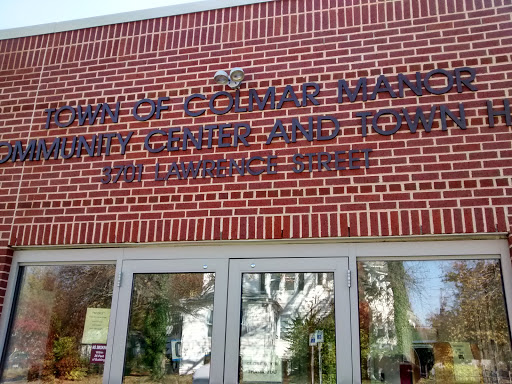 TOWN OF COLMAR MANOR
OMMUNITY CENTER AND TOWN H
3701 LAWRENCE STREET